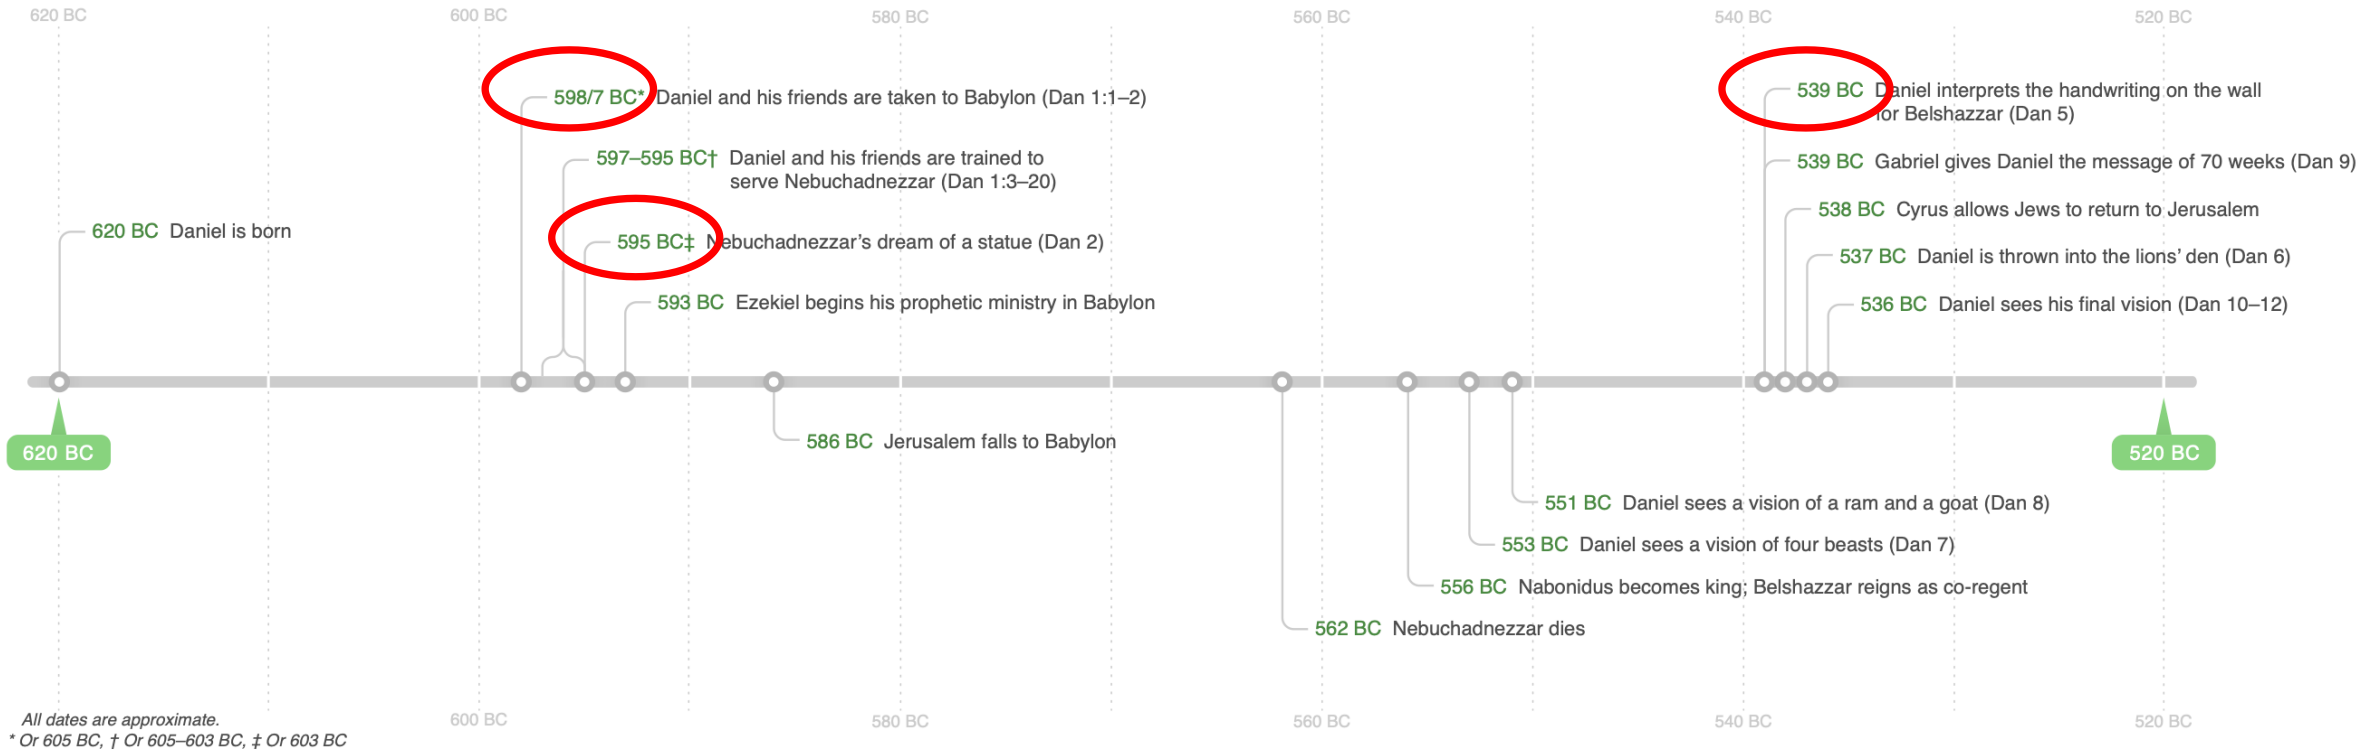 620 BC
600 BC
580 BC
560 BC
540 BC
520 BC
598/7 BC* Daniel and his friends are taken to Babylon (Dan 1:1–2)
597–595 BC† Daniel and his friends are trained to
serve Nebuchadnezzar (Dan 1:3–20)
620 BC Daniel is born
595 BC‡ Nebuchadnezzar’s dream of a statue (Dan 2)
593 BC Ezekiel begins his prophetic ministry in Babylon
539 BC Daniel interprets the handwriting on the wall
for Belshazzar (Dan 5)
539 BC Gabriel gives Daniel the message of 70 weeks (Dan 9)
538 BC Cyrus allows Jews to return to Jerusalem
537 BC Daniel is thrown into the lions’ den (Dan 6)
536 BC Daniel sees his final vision (Dan 10–12)
620 BC
586 BC Jerusalem falls to Babylon
520 BC
551 BC Daniel sees a vision of a ram and a goat (Dan 8)
553 BC Daniel sees a vision of four beasts (Dan 7)
556 BC Nabonidus becomes king; Belshazzar reigns as co-regent
562 BC Nebuchadnezzar dies
All dates are approximate.
* Or 605 BC, † Or 605–603 BC, ‡ Or 603 BC
600 BC
580 BC
560 BC
540 BC
520 BC